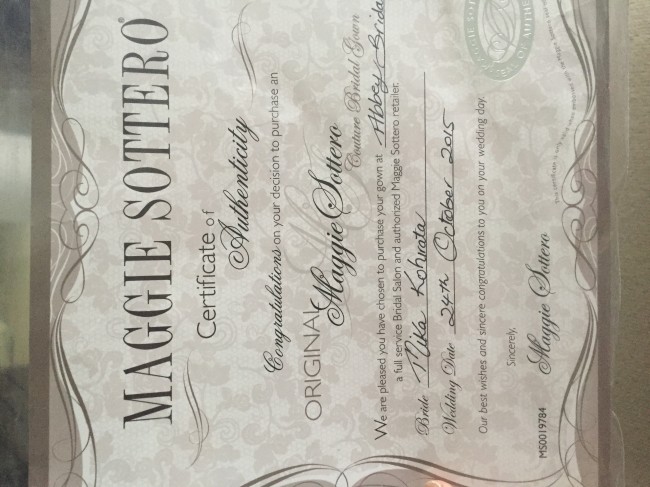 MAGGIE SOTTERO®
Certificate of
Authenticity
Congratulations on your decision to purchase an
ORIGINAL
Maggie Sottero
Couture Bridal Gown
We are pleased you have chosen to purchase your gown at Abbey Brida
a full service Bridal Salon and authorized Maggie Sottero retailer.
Bride Mika Kohwata
Wedding Date 24th October 2015
Our best wishes and sincere congratulations to you on your wedding day.
Sincerely,
Maggie Sottero
MS0019784